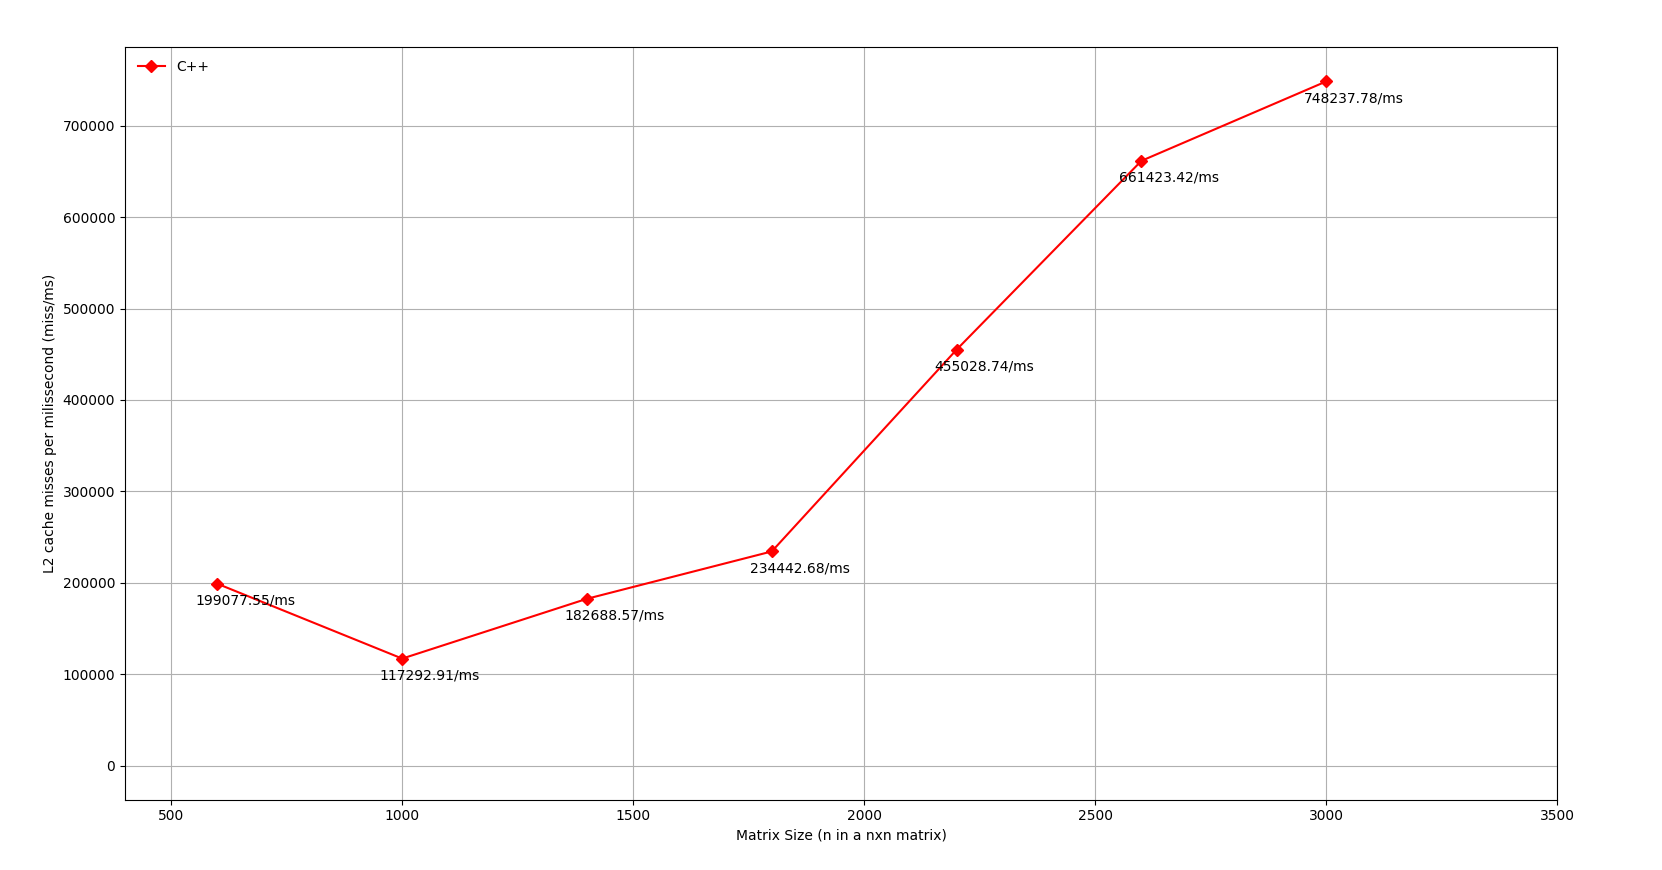 C++
748237.78/ms
700000
661423.42/ms
600000
500000
455028.74/ms
400000
300000
234442.68/ms
200000
199077.55/ms
182688.57/ms
117292.91/ms
100000
0
L2 cache misses per milissecond (miss/ms)
500 1000 1500 2000 2500 3000 3500
Matrix Size (n in a nxn matrix)